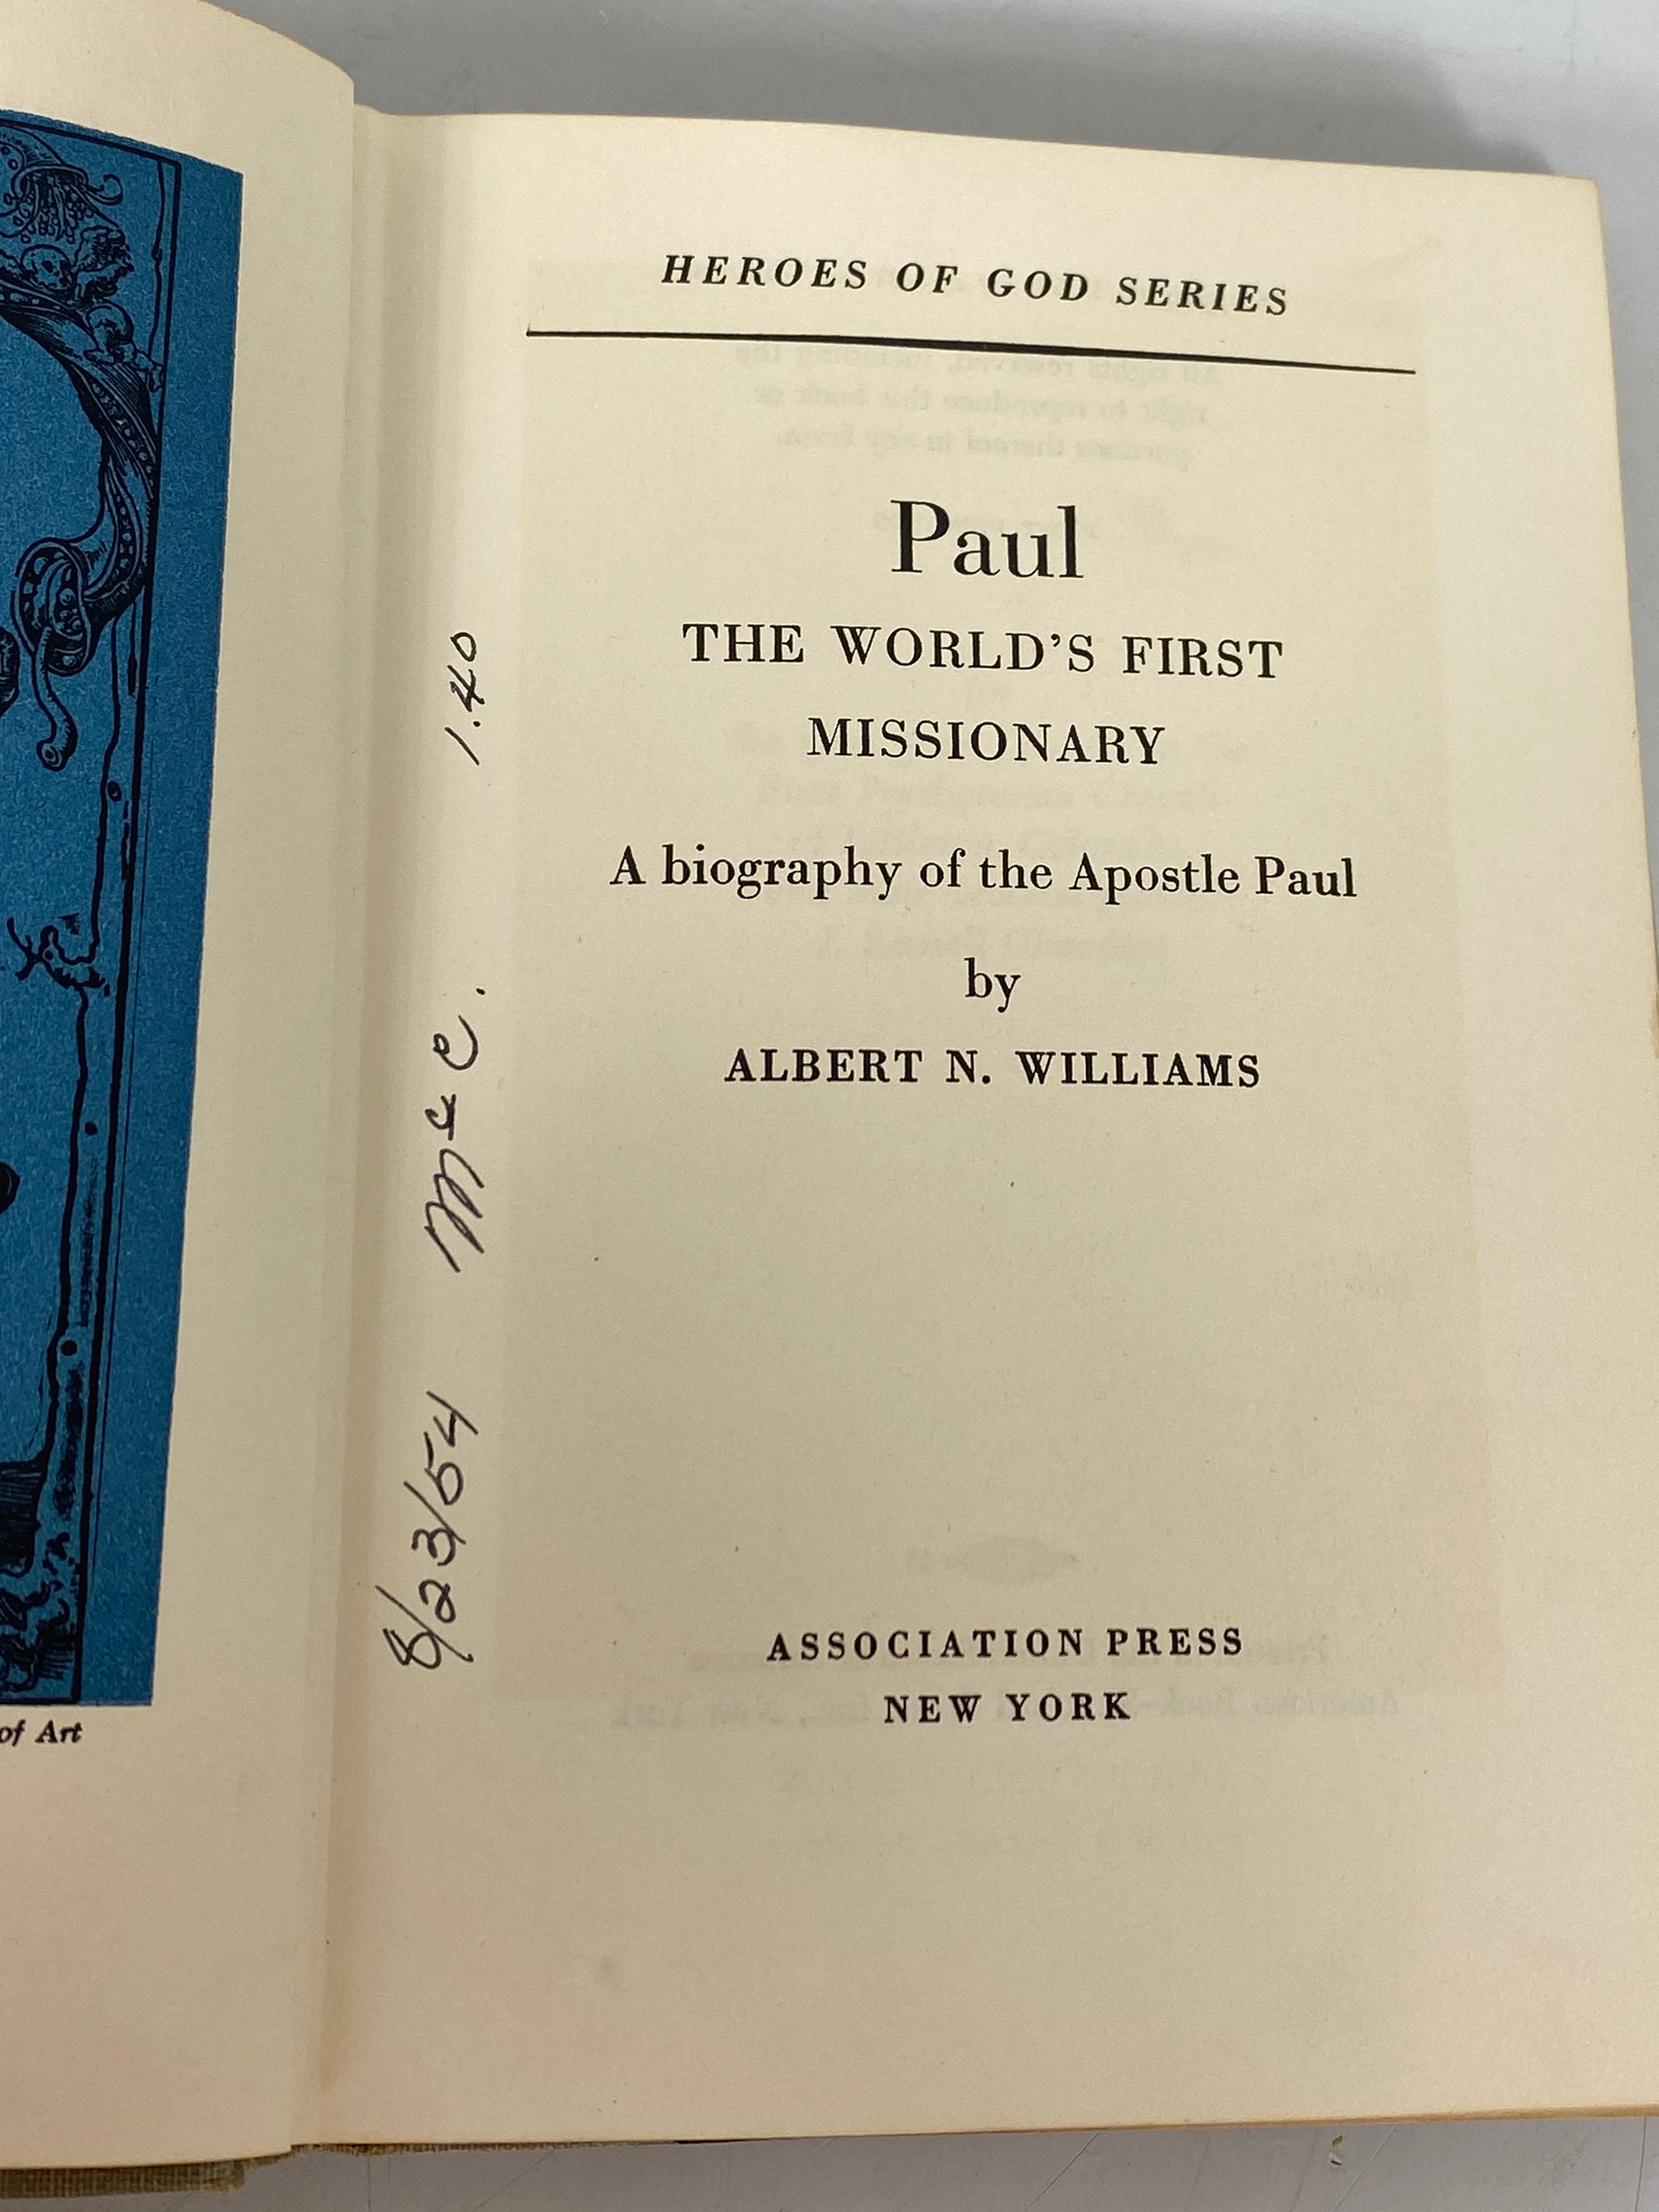 HEROES OF GOD SERIES
Paul
THE WORLD'S FIRST
MISSIONARY
A biography of the Apostle Paul
by
ALBERT N. WILLIAMS
ASSOCIATION PRESS
NEW YORK
8/23/54 McC. 1.40
of Art